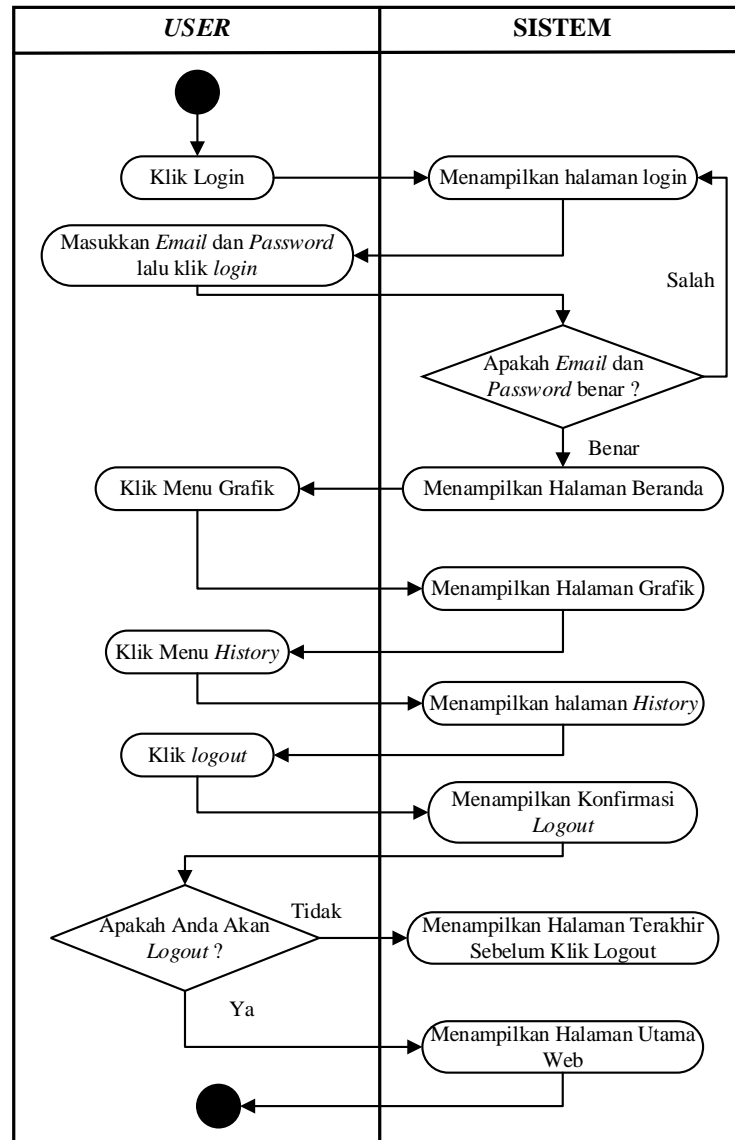 USER
SISTEM
Klik Login
Menampilkan halaman login
Masukkan Email dan Password
lalu klik login
Salah
Apakah Email dan
Password benar ?
Benar
Klik Menu Grafik
Menampilkan Halaman Beranda
Menampilkan Halaman Grafik
Klik Menu History
Menampilkan halaman History
Klik logout
Menampilkan Konfirmasi
Logout
Apakah Anda Akan
Logout ?
Tidak
Menampilkan Halaman Terakhir
Sebelum Klik Logout
Ya
Menampilkan Halaman Utama
Web